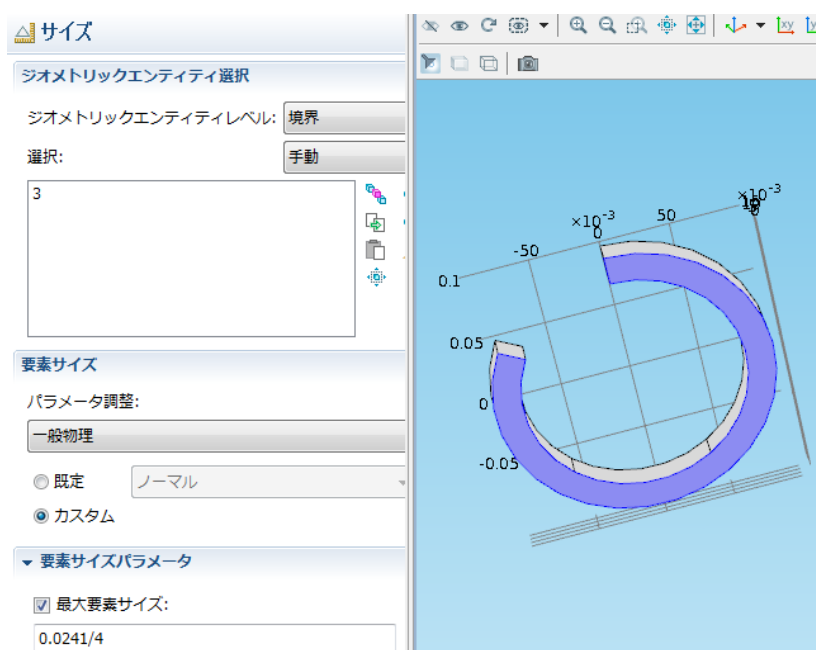 サイズ
ジオメトリックエンティティ選択
ジオメトリックエンティティレベル: 境界
選択: 手動
3
要素サイズ
パラメータ調整:
一般物理
既定 ノーマル
カスタム
要素サイズパラメータ
最大要素サイズ:
0.0241/4
xy
×10⁻³
×10⁻³
50
0
-50
0.1
0.05
0
-0.05